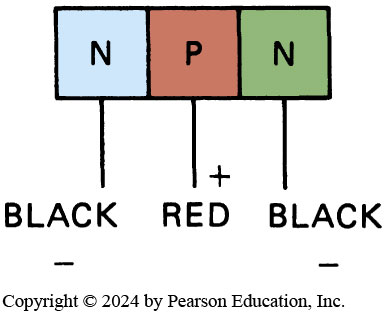 N P N
+
BLACK RED BLACK
– –
Copyright © 2024 by Pearson Education, Inc.